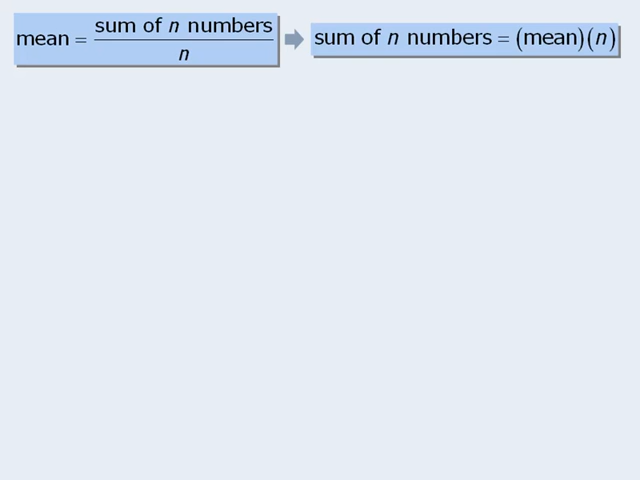 mean = sum of n numbers / n
sum of n numbers = (mean)(n)